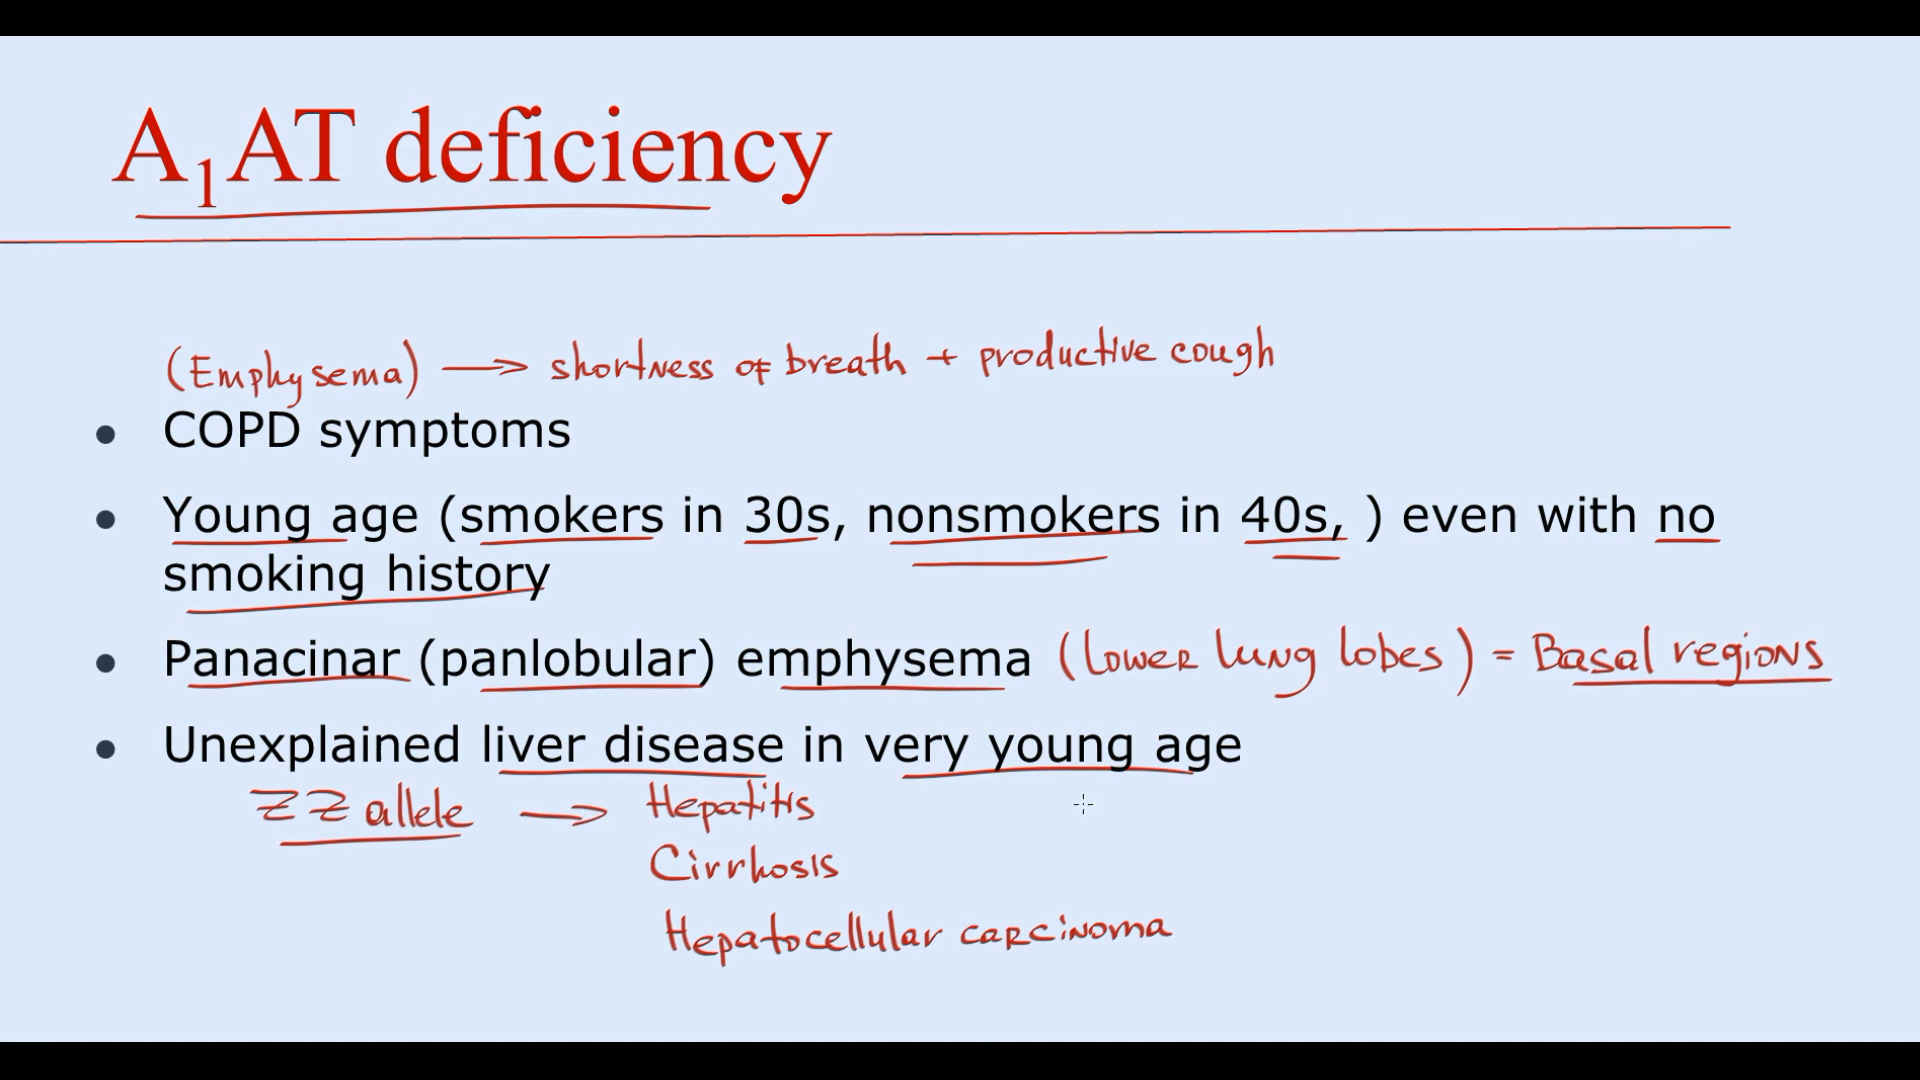 A₁AT deficiency
(Emphysema) → shortness of breath + productive cough
• COPD symptoms
• Young age (smokers in 30s, nonsmokers in 40s, ) even with no
smoking history
• Panacinar (panlobular) emphysema (lower lung lobes) = Basal regions
• Unexplained liver disease in very young age
ZZ allele → Hepatitis
Cirrhosis
Hepatocellular carcinoma